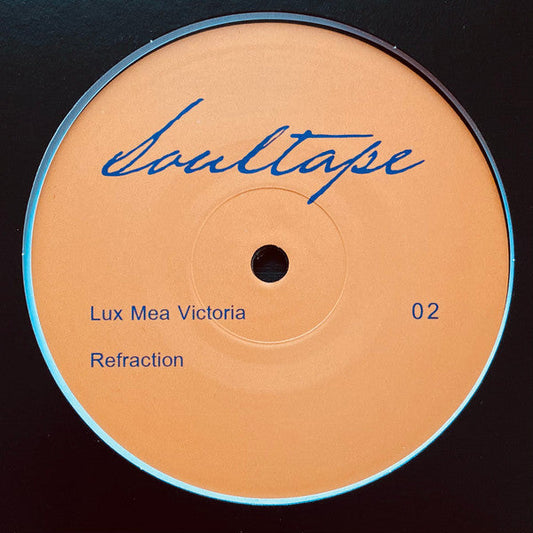 Soultape
Lux Mea Victoria 02
Refraction